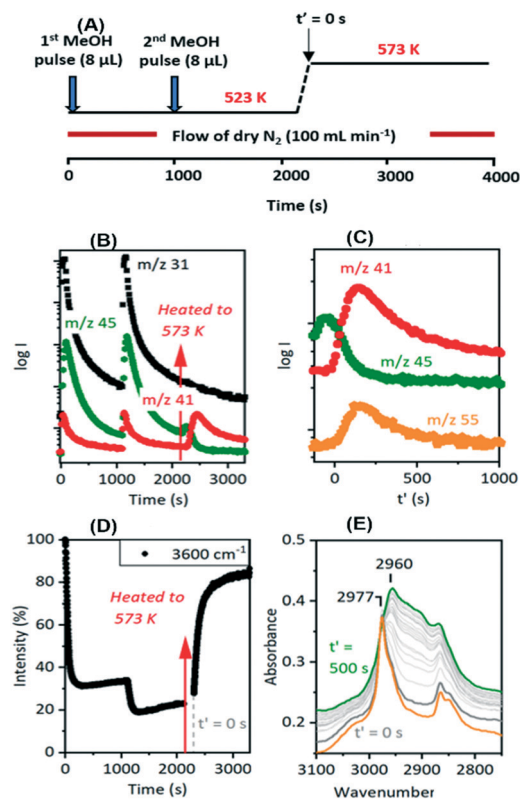 (A)
t' = 0 s
1st MeOH pulse (8 µL)
2nd MeOH pulse (8 µL)
523 K
573 K
Flow of dry N₂ (100 mL min⁻¹)
0 1000 2000 3000 4000
Time (s)
(B)
m/z 31
m/z 45
Heated to 573 K
m/z 41
log I
0 1000 2000 3000
Time (s)
(C)
m/z 41
m/z 45
m/z 55
log I
0 500 1000
t' (s)
(D)
3600 cm⁻¹
Heated to 573 K
t' = 0 s
Intensity (%)
100
80
60
40
20
0
0 1000 2000 3000
Time (s)
(E)
2960
2977
t' = 500 s
t' = 0 s
Absorbance
0.5
0.4
0.3
0.2
3100 3000 2900 2800
Wavenumber